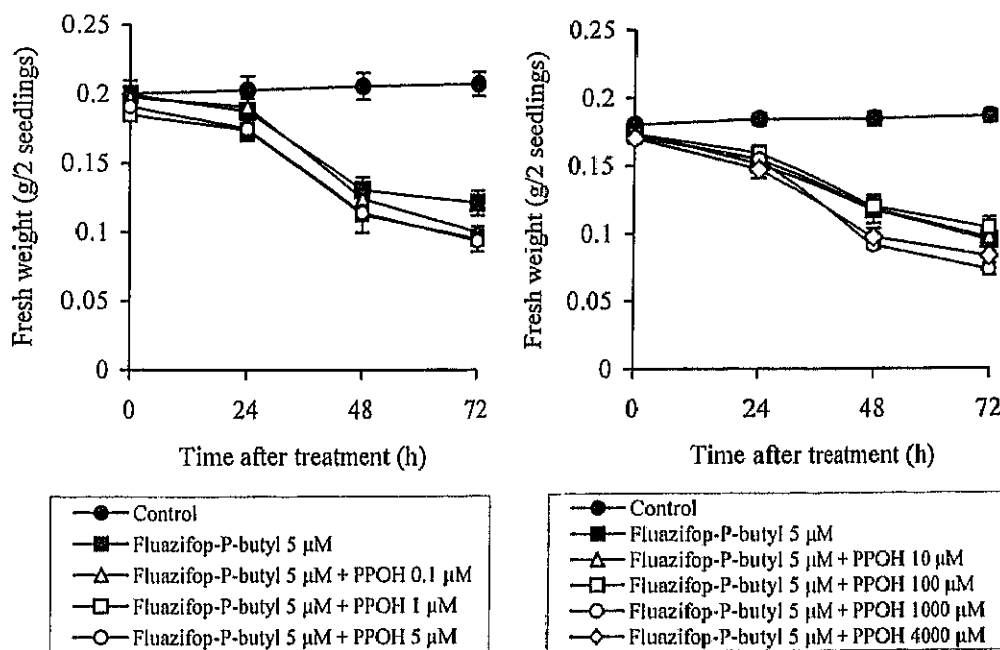 Fresh weight (g/2 seedlings)
0.25
0.2
0.15
0.1
0.05
0
0 24 48 72
Time after treatment (h)
Control
Fluazifop-P-butyl 5 μM
Fluazifop-P-butyl 5 μM + PPOH 0.1 μM
Fluazifop-P-butyl 5 μM + PPOH 1 μM
Fluazifop-P-butyl 5 μM + PPOH 5 μM
Fresh weight (g/2 seedlings)
0.25
0.2
0.15
0.1
0.05
0
0 24 48 72
Time after treatment (h)
Control
Fluazifop-P-butyl 5 μM
Fluazifop-P-butyl 5 μM + PPOH 10 μM
Fluazifop-P-butyl 5 μM + PPOH 100 μM
Fluazifop-P-butyl 5 μM + PPOH 1000 μM
Fluazifop-P-butyl 5 μM + PPOH 4000 μM